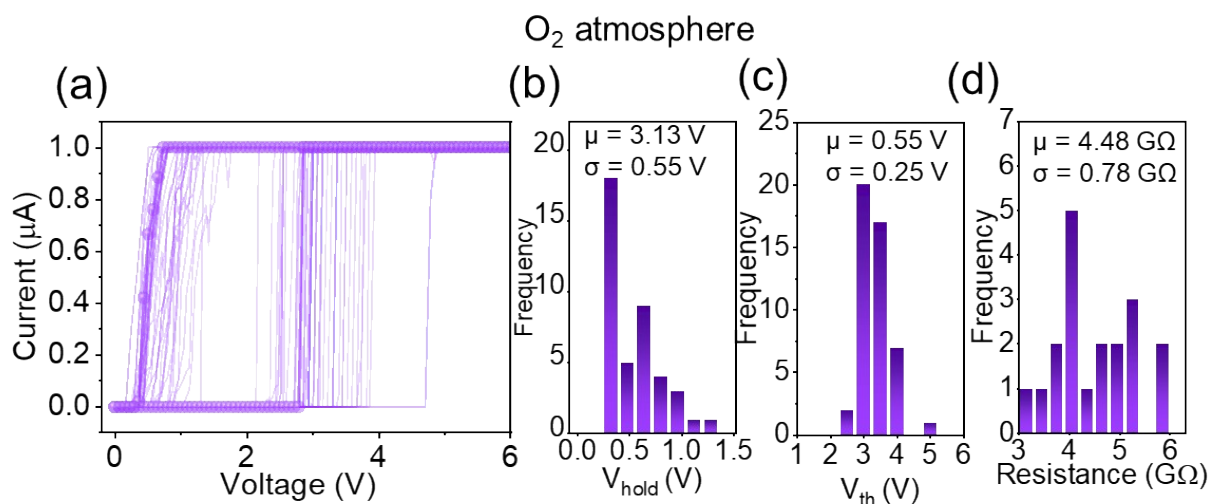 O₂ atmosphere
(a)
Current (μA)
1.0
0.8
0.6
0.4
0.2
0.0
0
2
4
6
Voltage (V)
(b)
μ = 3.13 V
σ = 0.55 V
Frequency
20
15
10
5
0
0.0
0.5
1.0
1.5
V_hold (V)
(c)
μ = 0.55 V
σ = 0.25 V
Frequency
25
20
15
10
5
0
1
2
3
4
5
6
V_th (V)
(d)
μ = 4.48 GΩ
σ = 0.78 GΩ
Frequency
7
6
5
4
3
2
1
0
3
4
5
6
Resistance (GΩ)